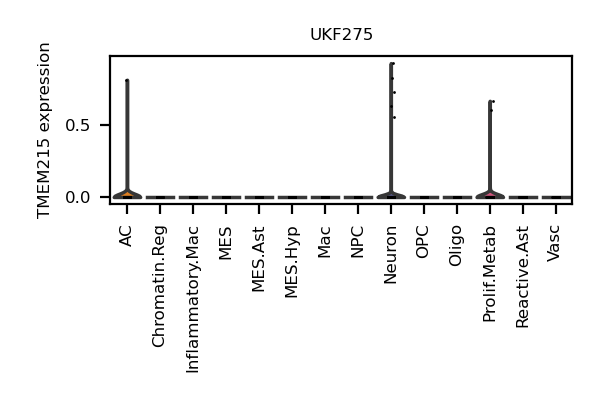 UKF275
TMEM215 expression
0.5
0.0
AC
Chromatin.Reg
Inflammatory.Mac
MES
MES.Ast
MES.Hyp
Mac
NPC
Neuron
OPC
Oligo
Prolif.Metab
Reactive.Ast
Vasc